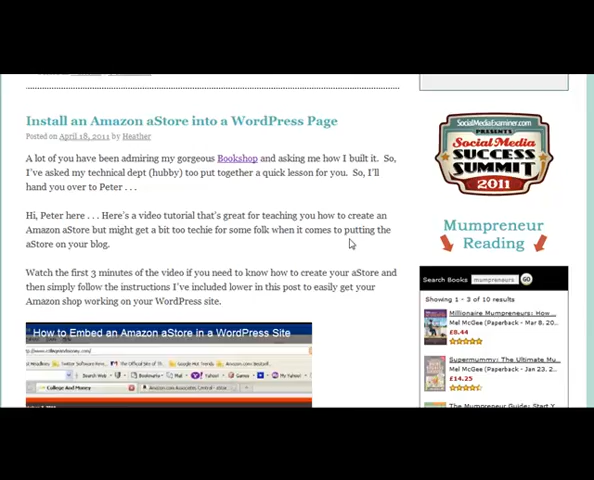 Install an Amazon aStore into a WordPress Page
Posted on April 18, 2011 by Heather
A lot of you have been admiring my gorgeous Bookshop and asking me how I built it. So,
I've asked my technical dept (hubby) too put together a quick lesson for you. So, I'll
hand you over to Peter . . .
Hi, Peter here . . . Here's a video tutorial that's great for teaching you how to create an
Amazon aStore but might get a bit too techie for some folk when it comes to putting the
aStore on your blog.
Watch the first 3 minutes of the video if you need to know how to create your aStore and
then simply follow the instructions I've included lower in this post to easily get your
Amazon shop working on your WordPress site.
How to Embed an Amazon aStore in a WordPress Site
College And Money
SocialMediaExaminer.com
PRESENTS
Social Media
SUCCESS
SUMMIT
2011
Mumpreneur
Reading
Search Books mumpreneurs GO
Showing 1 - 3 of 10 results
Millionaire Mumpreneurs: How...
Mel McGee (Paperback - Mar 8, 20...
£8.44
Supermummy: The Ultimate Mu...
Mel McGee (Paperback - Jan 23, 2...
£14.25
The Mumpreneur Guide: Start Y...